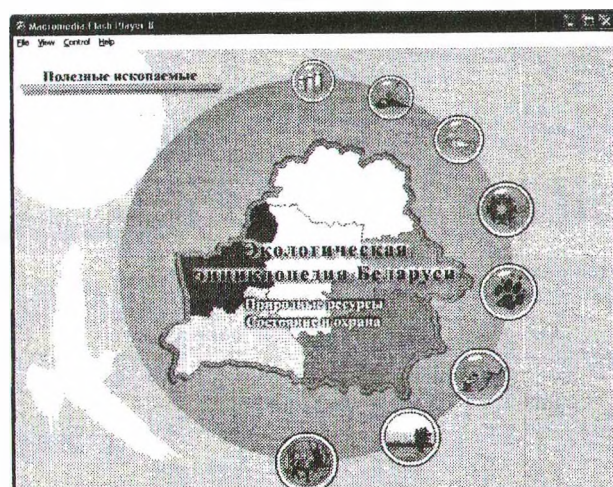 Macromedia Flash Player 8
File View Control Help
Полезные ископаемые
Экологическая
энциклопедия Беларуси
Природные ресурсы
Состояние и охрана